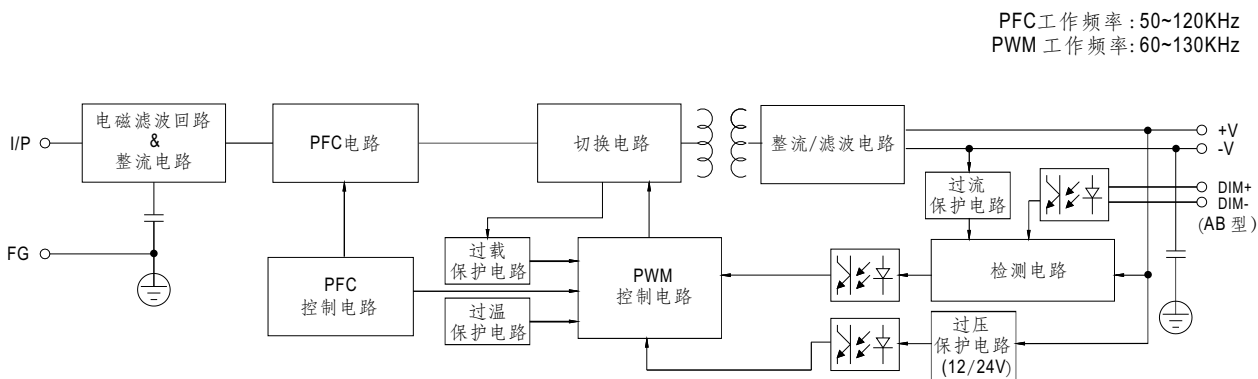 PFC工作频率:50~120KHz
PWM 工作频率:60~130KHz
I/P
电磁滤波回路
&
整流电路
PFC电路
切换电路
整流/滤波电路
+V
-V
过流
保护电路
DIM+
DIM-
(AB 型)
FG
过载
保护电路
PFC
控制电路
PWM
控制电路
检测电路
过温
保护电路
过压
保护电路
(12/24V)